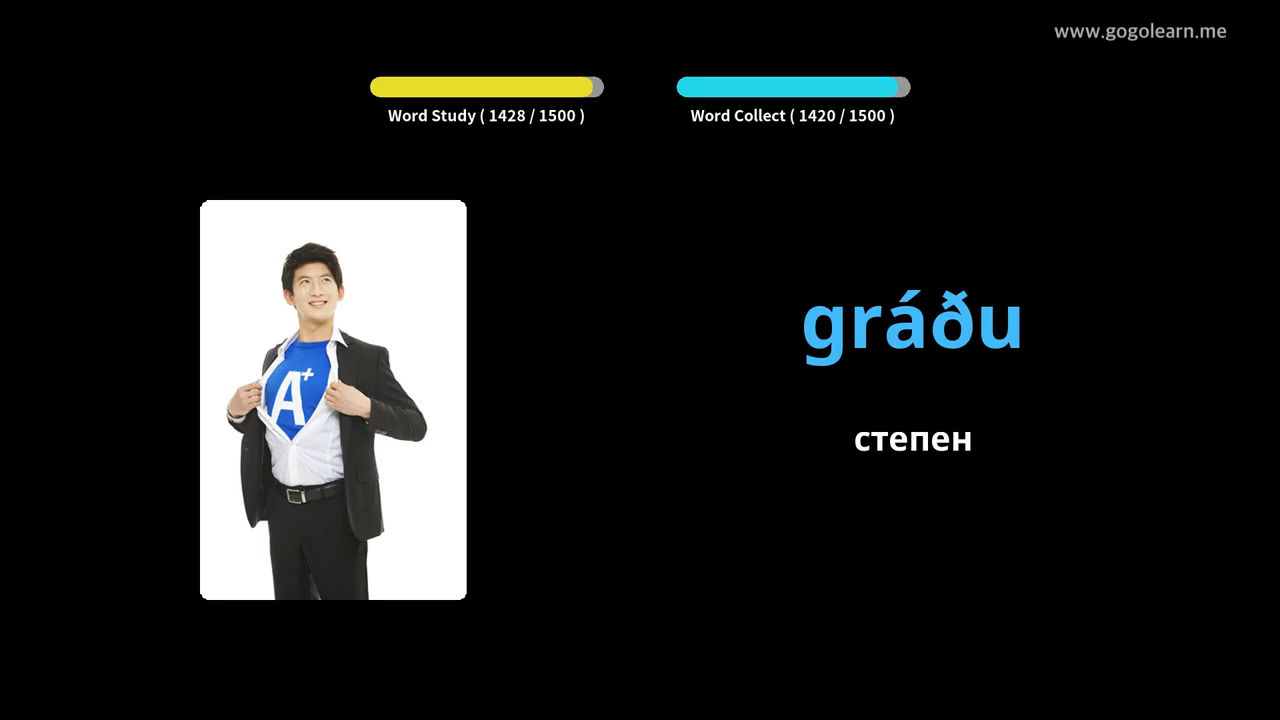 www.gogolearn.me
Word Study ( 1428 / 1500 )
Word Collect ( 1420 / 1500 )
A+
gráðu
степен